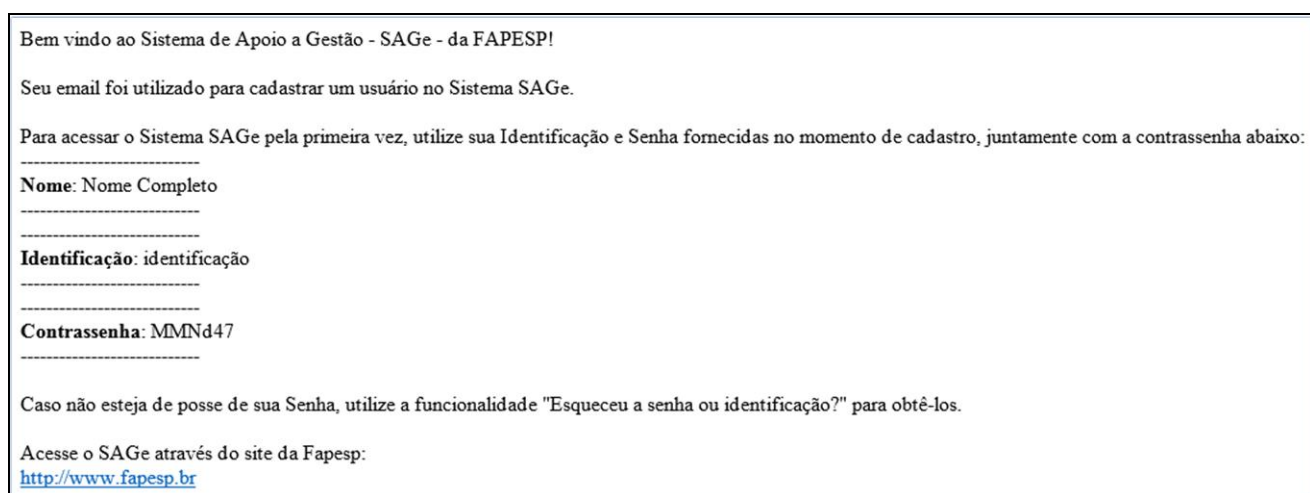 Bem vindo ao Sistema de Apoio a Gestão - SAGe - da FAPESP!
Seu email foi utilizado para cadastrar um usuário no Sistema SAGe.
Para acessar o Sistema SAGe pela primeira vez, utilize sua Identificação e Senha fornecidas no momento de cadastro, juntamente com a contrassenha abaixo:
----------------------------
Nome: Nome Completo
----------------------------
----------------------------
Identificação: identificação
----------------------------
----------------------------
Contrassenha: MMNd47
----------------------------
Caso não esteja de posse de sua Senha, utilize a funcionalidade "Esqueceu a senha ou identificação?" para obtê-los.
Acesse o SAGe através do site da Fapesp:
http://www.fapesp.br